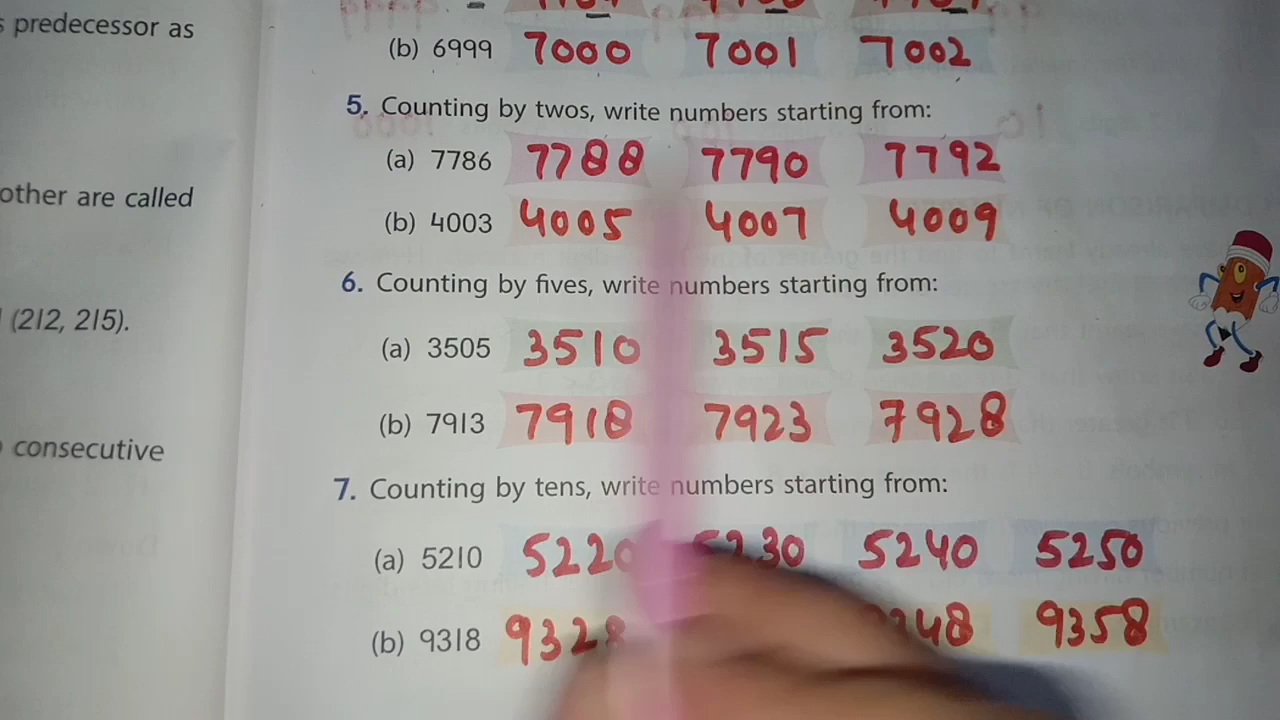 s predecessor as
(b) 6999 7000 7001 7002
5. Counting by twos, write numbers starting from:
(a) 7786 7788 7790 7792
other are called
(b) 4003 4005 4007 4009
6. Counting by fives, write numbers starting from:
(212, 215).
(a) 3505 3510 3515 3520
(b) 7913 7918 7923 7928
consecutive
7. Counting by tens, write numbers starting from:
(a) 5210 5220 5230 5240 5250
(b) 9318 9328 9358